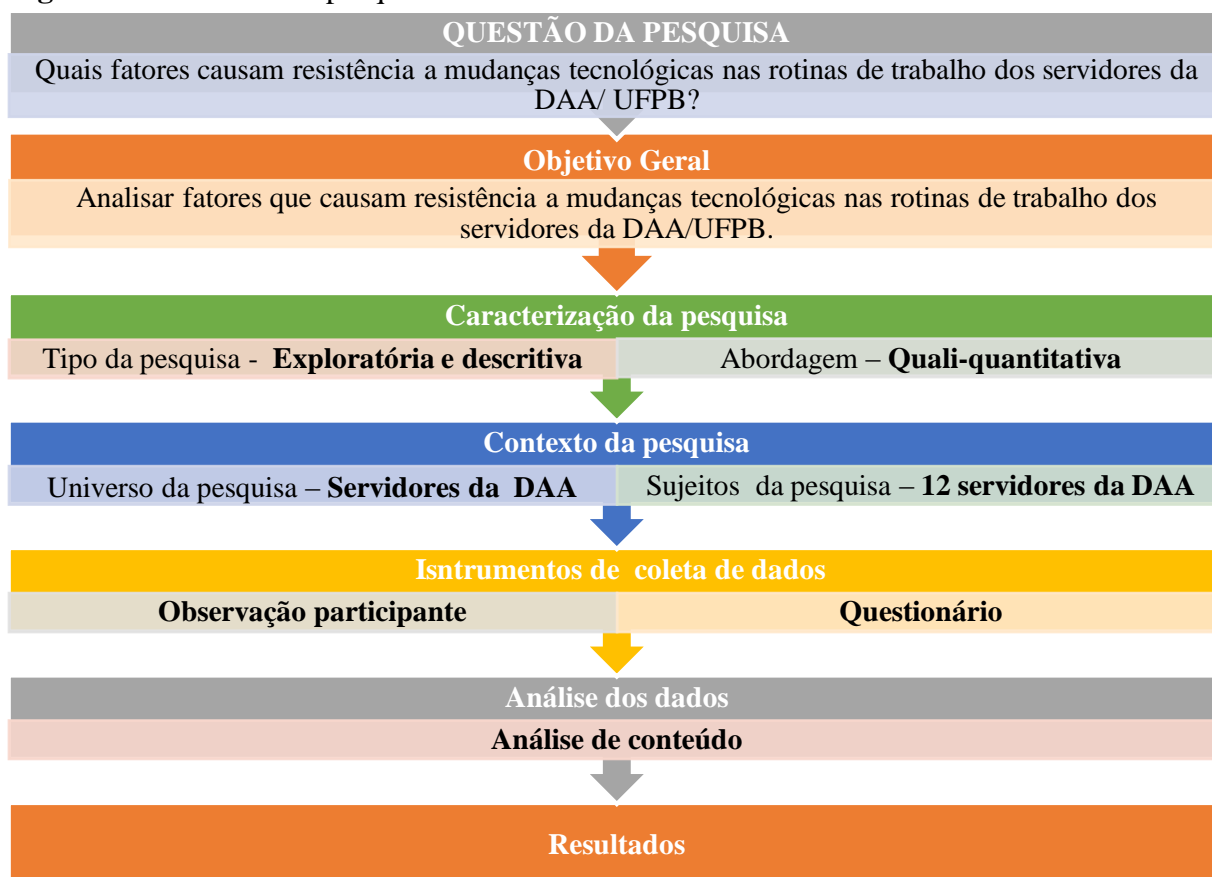 QUESTÃO DA PESQUISA
Quais fatores causam resistência a mudanças tecnológicas nas rotinas de trabalho dos servidores da
DAA/ UFPB?
Objetivo Geral
Analisar fatores que causam resistência a mudanças tecnológicas nas rotinas de trabalho dos
servidores da DAA/UFPB.
Caracterização da pesquisa
Tipo da pesquisa - Exploratória e descritiva
Abordagem – Quali-quantitativa
Contexto da pesquisa
Universo da pesquisa – Servidores da DAA
Sujeitos da pesquisa – 12 servidores da DAA
Isntrumentos de coleta de dados
Observação participante
Questionário
Análise dos dados
Análise de conteúdo
Resultados